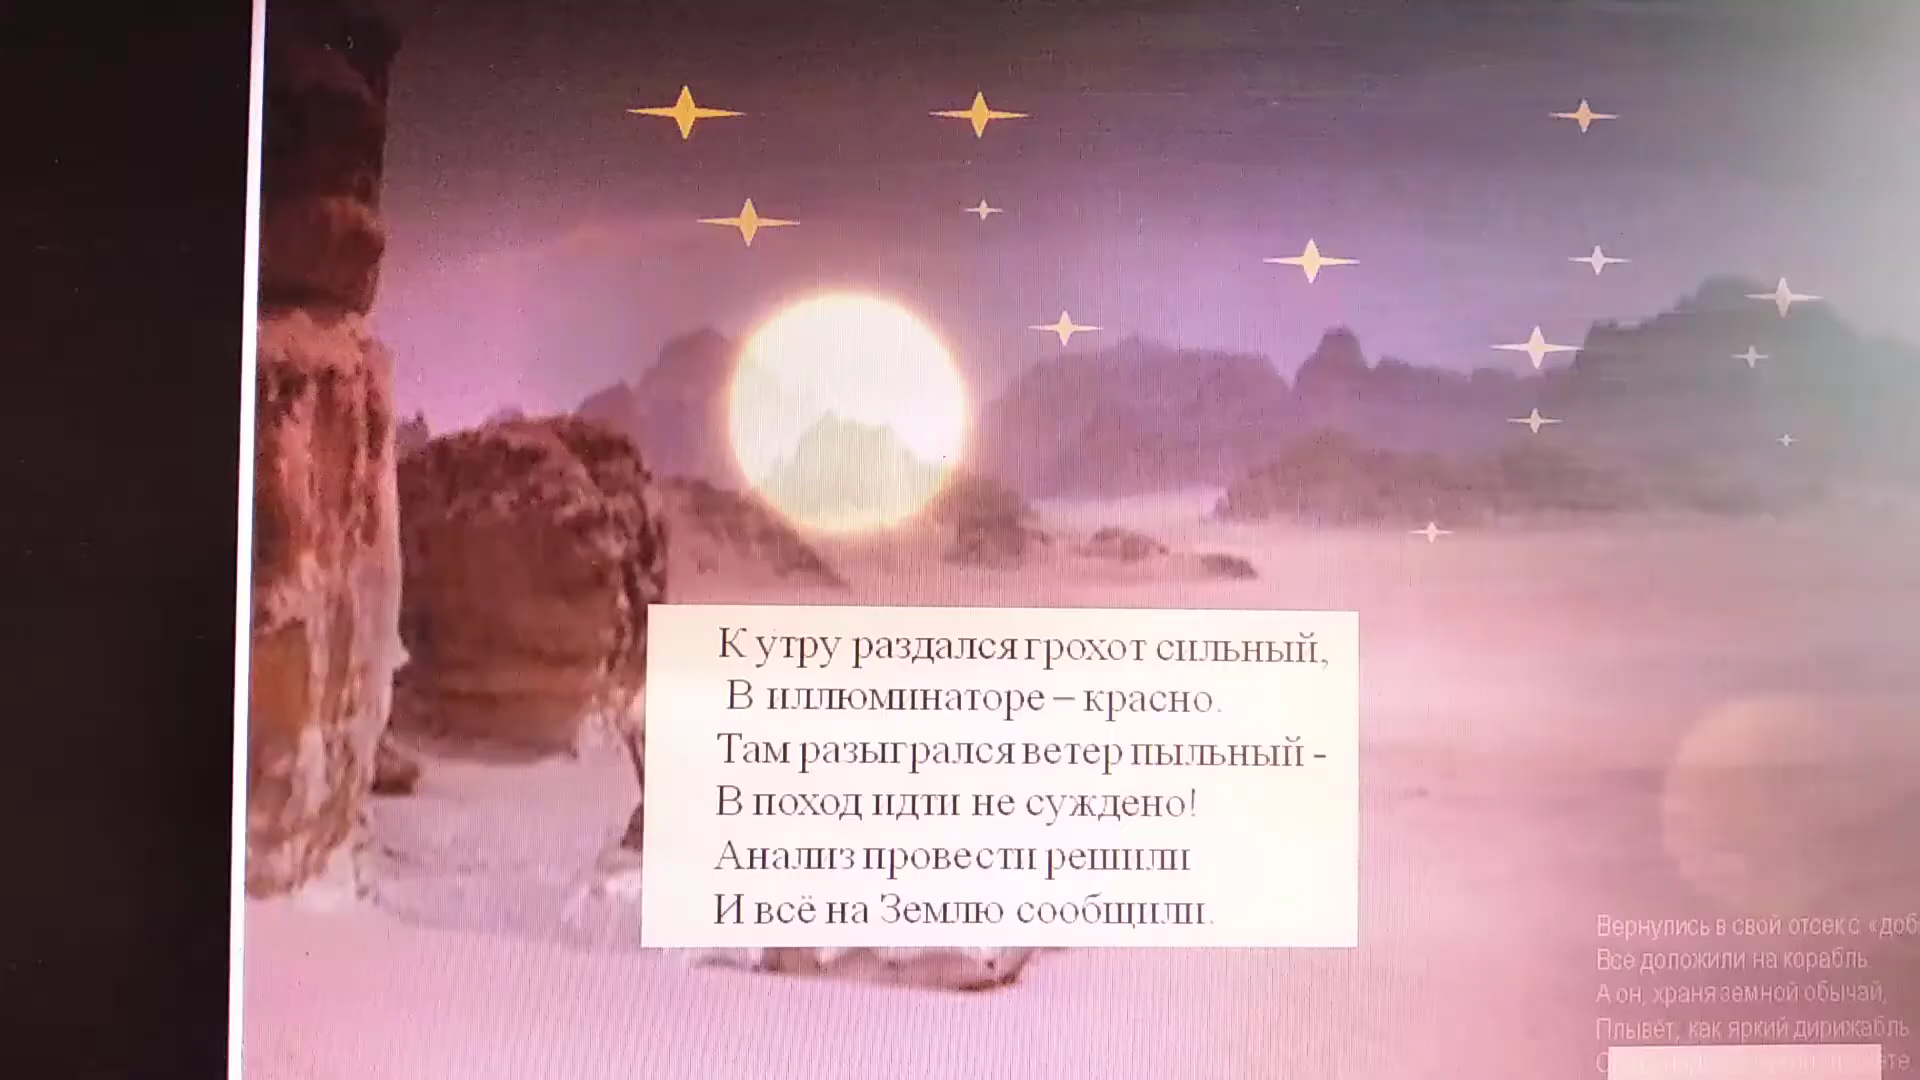 К утру раздался грохот сильный,
В иллюминаторе – красно.
Там разыгрался ветер пыльный -
В поход идти не суждено!
Анализ провести решили
И всё на Землю сообщили.
Вернулись в свой отсек с «доб
Все доложили на корабль.
А он, храня земной обычай,
Плывёт, как яркий дирижабль